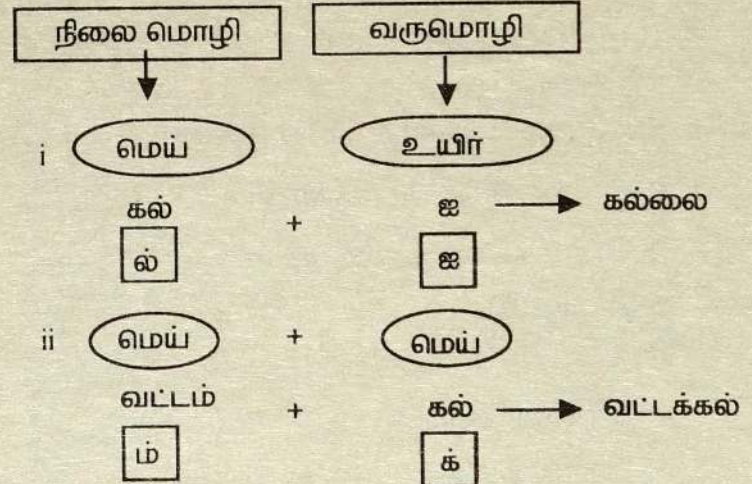 நிலை மொழி வருமொழி
i மெய் உயிர்
கல் + ஐ கல்லை
ல் ஐ
ii மெய் + மெய்
வட்டம் + கல் வட்டக்கல்
ம் க்